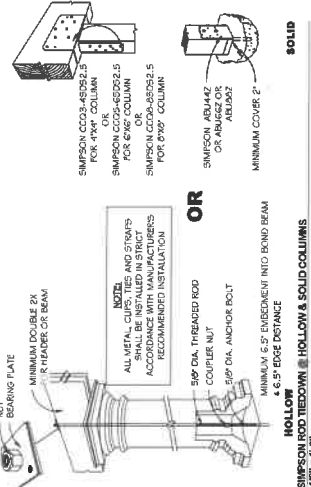 NUT
BEARING PLATE
MINIMUM DOUBLE 2X
HEADER OR BEAM
NOTE:
ALL METAL, CLIPS, TIES AND STRAPS
SHALL BE INSTALLED IN STRICT
ACCORDANCE WITH MANUFACTURERS
RECOMMENDED INSTALLATION
5/8" DIA. THREADED ROD
COUPLER NUT
5/8" DIA. ANCHOR BOLT
MINIMUM 6.5" EMBEDMENT INTO BOND BEAM
& 6.5" EDGE DISTANCE
HOLLOW
OR
SIMPSON CCQ3-4SDS2.5
FOR 4"X4" COLUMN
OR
SIMPSON CCQ5-6SDS2.5
FOR 6"X6" COLUMN
OR
SIMPSON CCQ8-8SDS2.5
FOR 8"X8" COLUMN
SIMPSON ABU44Z
OR ABU66Z OR
ABU88Z
MINIMUM COVER 2"
SOLID
SIMPSON ROD TIEDOWN @ HOLLOW & SOLID COLUMNS